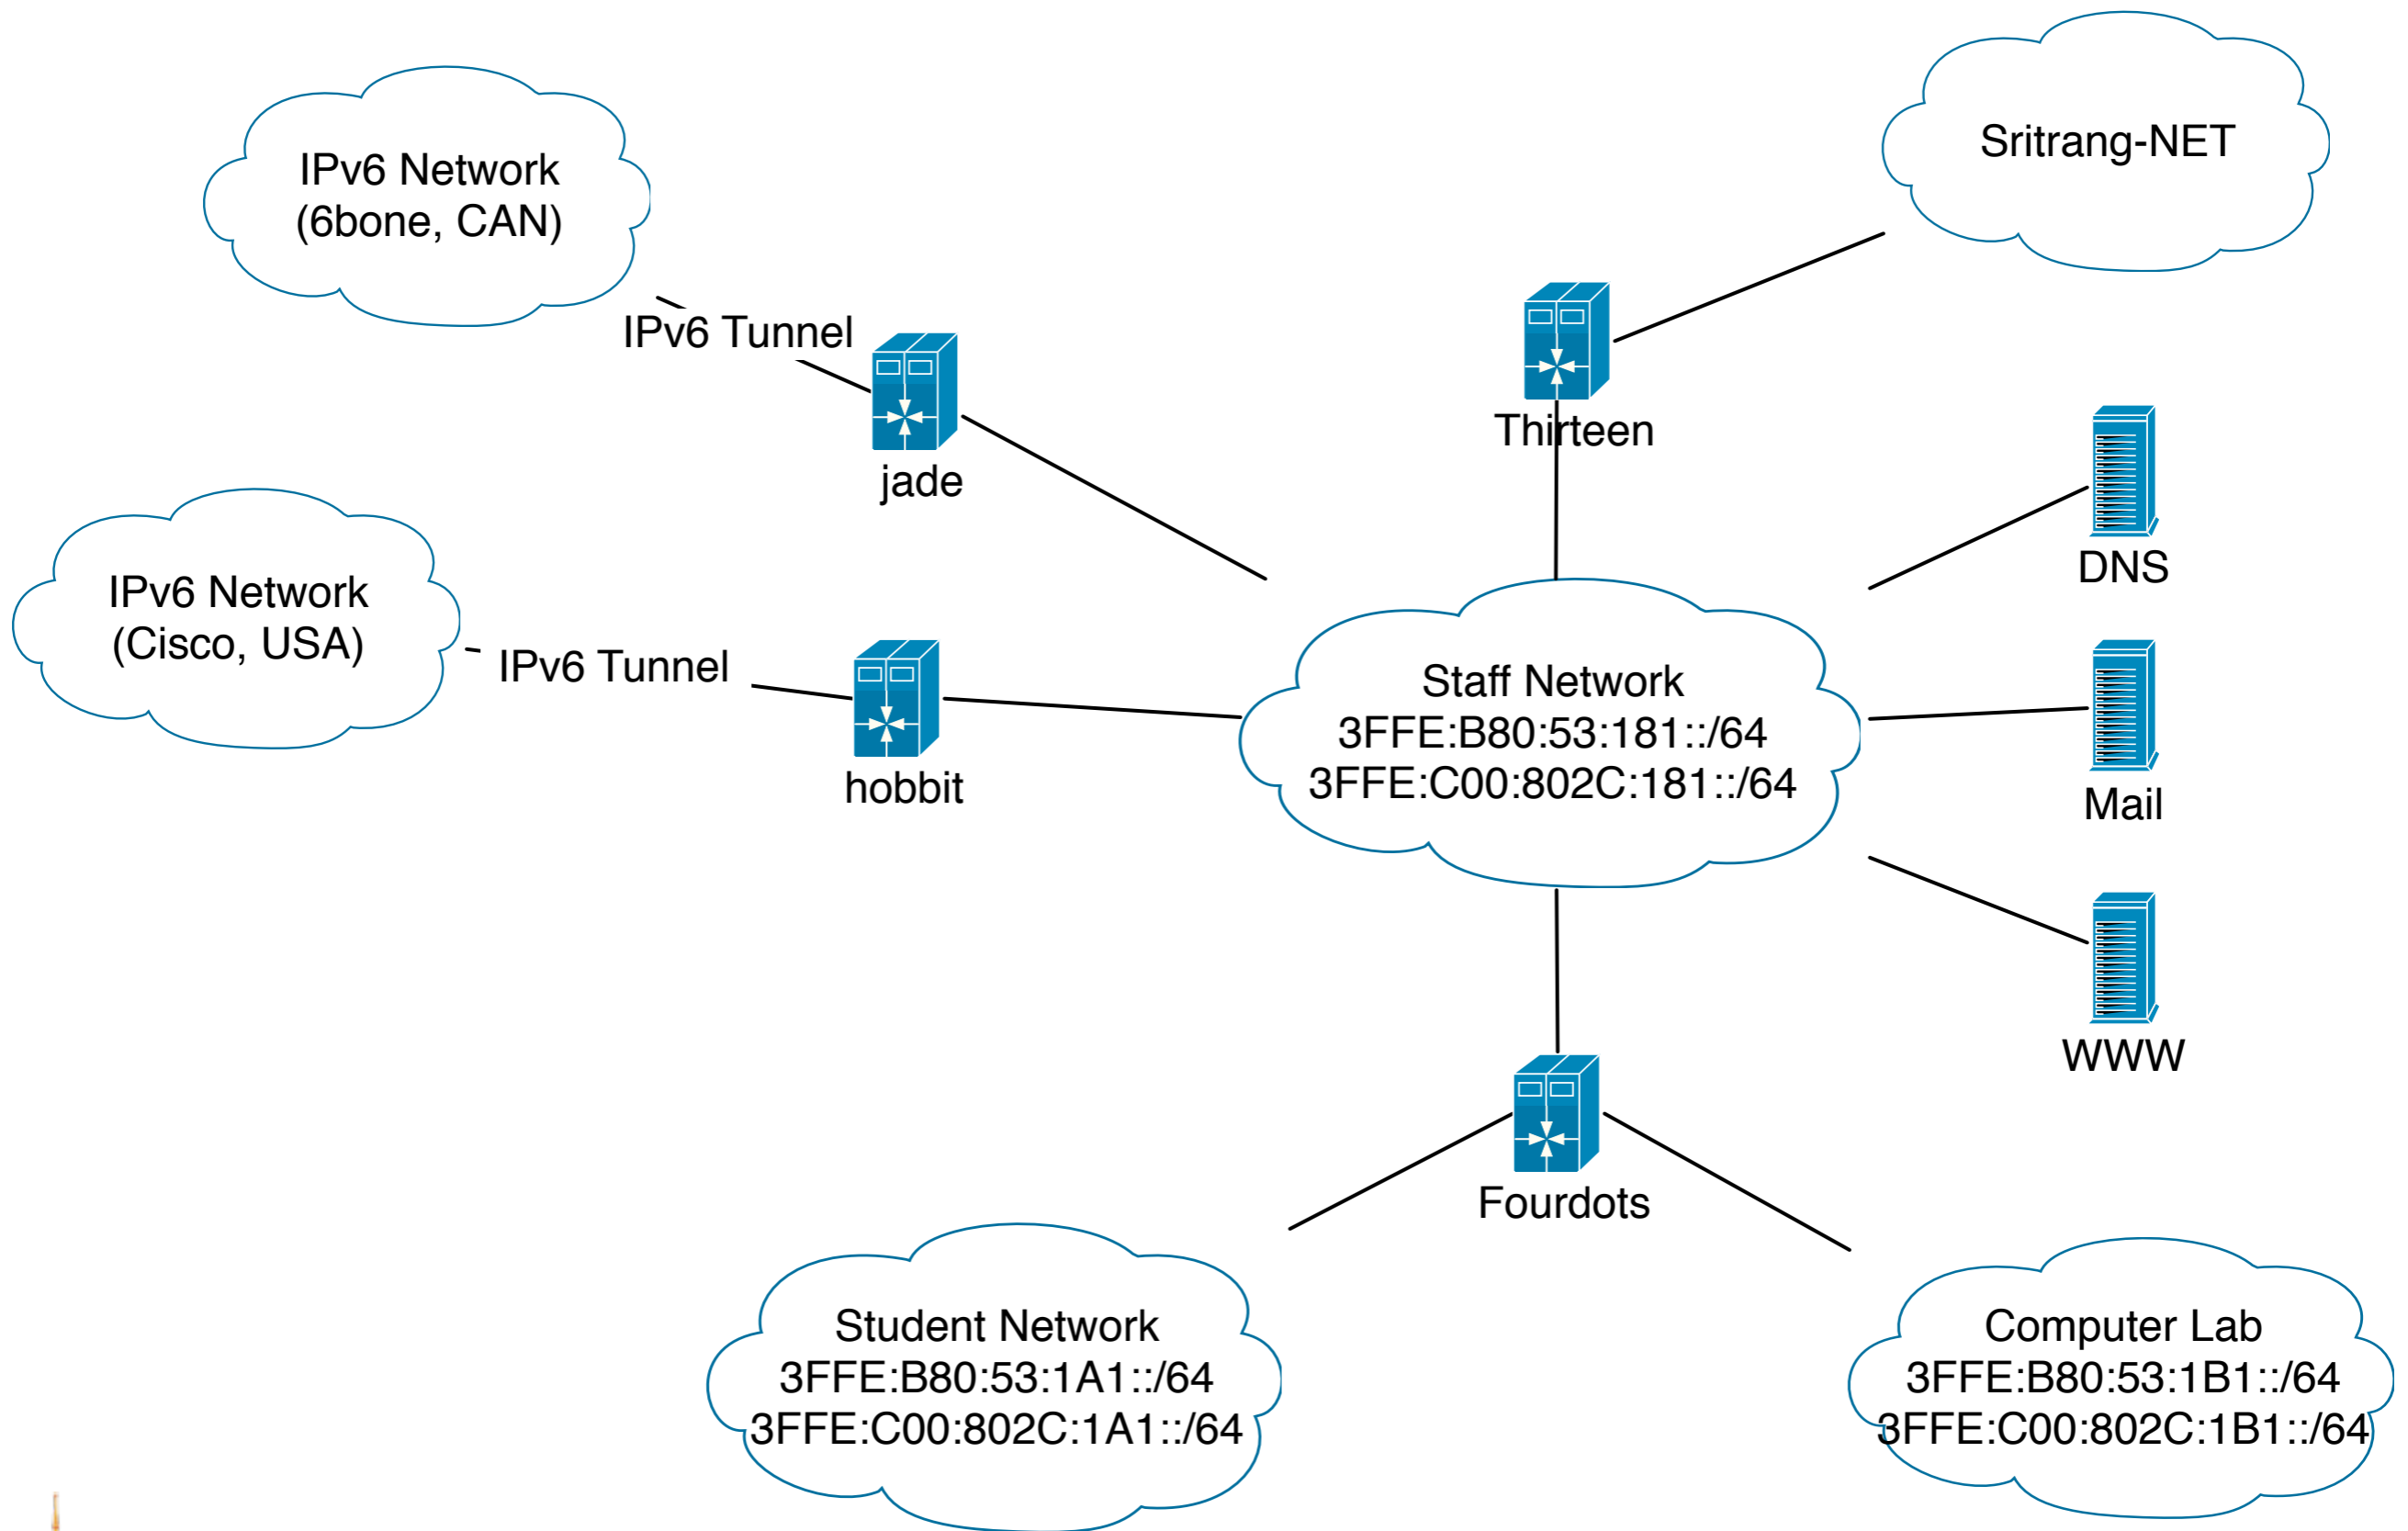 Sritrang-NET
IPv6 Network
(6bone, CAN)
IPv6 Tunnel
jade
Thirteen
DNS
IPv6 Network
(Cisco, USA)
IPv6 Tunnel
hobbit
Staff Network
3FFE:B80:53:181::/64
3FFE:C00:802C:181::/64
Mail
WWW
Fourdots
Student Network
3FFE:B80:53:1A1::/64
3FFE:C00:802C:1A1::/64
Computer Lab
3FFE:B80:53:1B1::/64
3FFE:C00:802C:1B1::/64